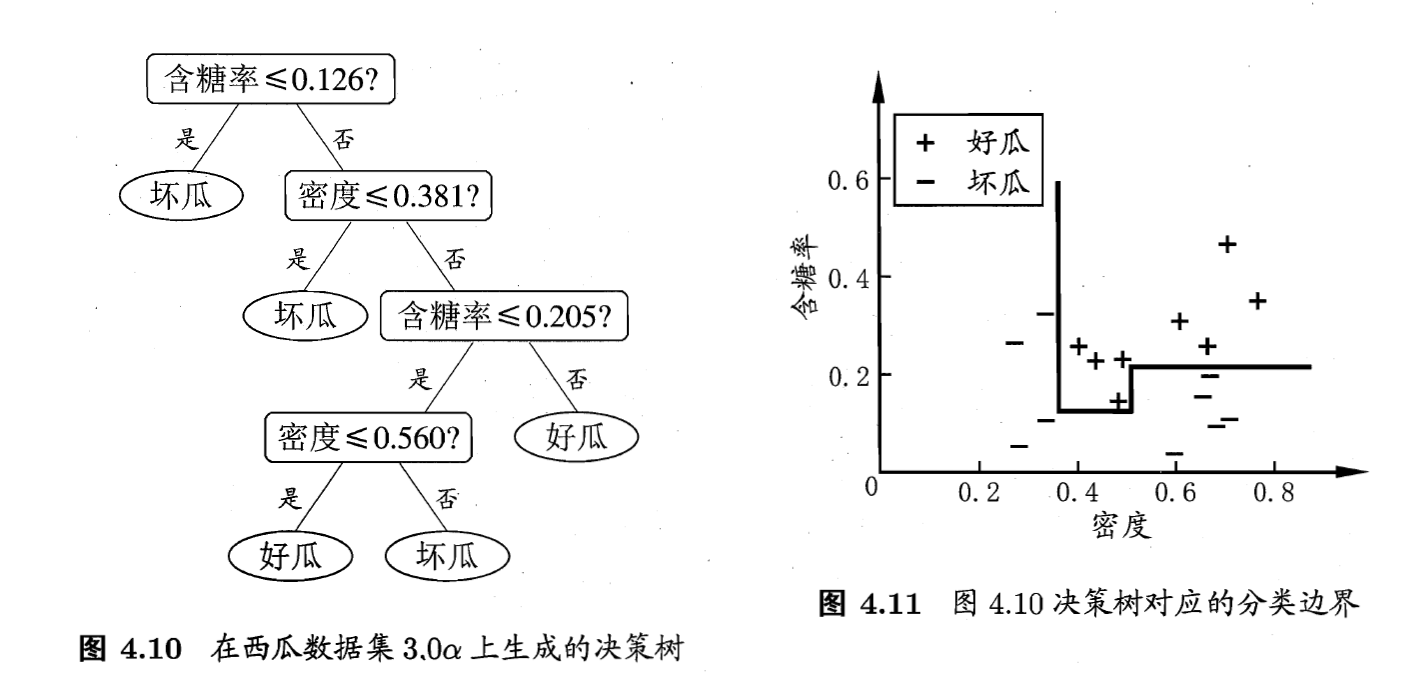 含糖率≤0.126?
是
否
坏瓜
密度≤0.381?
是
否
坏瓜
含糖率≤0.205?
是
否
密度≤0.560?
好瓜
是
否
好瓜
坏瓜
图 4.10 在西瓜数据集 3.0α 上生成的决策树
+ 好瓜
− 坏瓜
含糖率
0.6
0.4
0.2
0
0.2
0.4
0.6
0.8
密度
图 4.11 图 4.10 决策树对应的分类边界